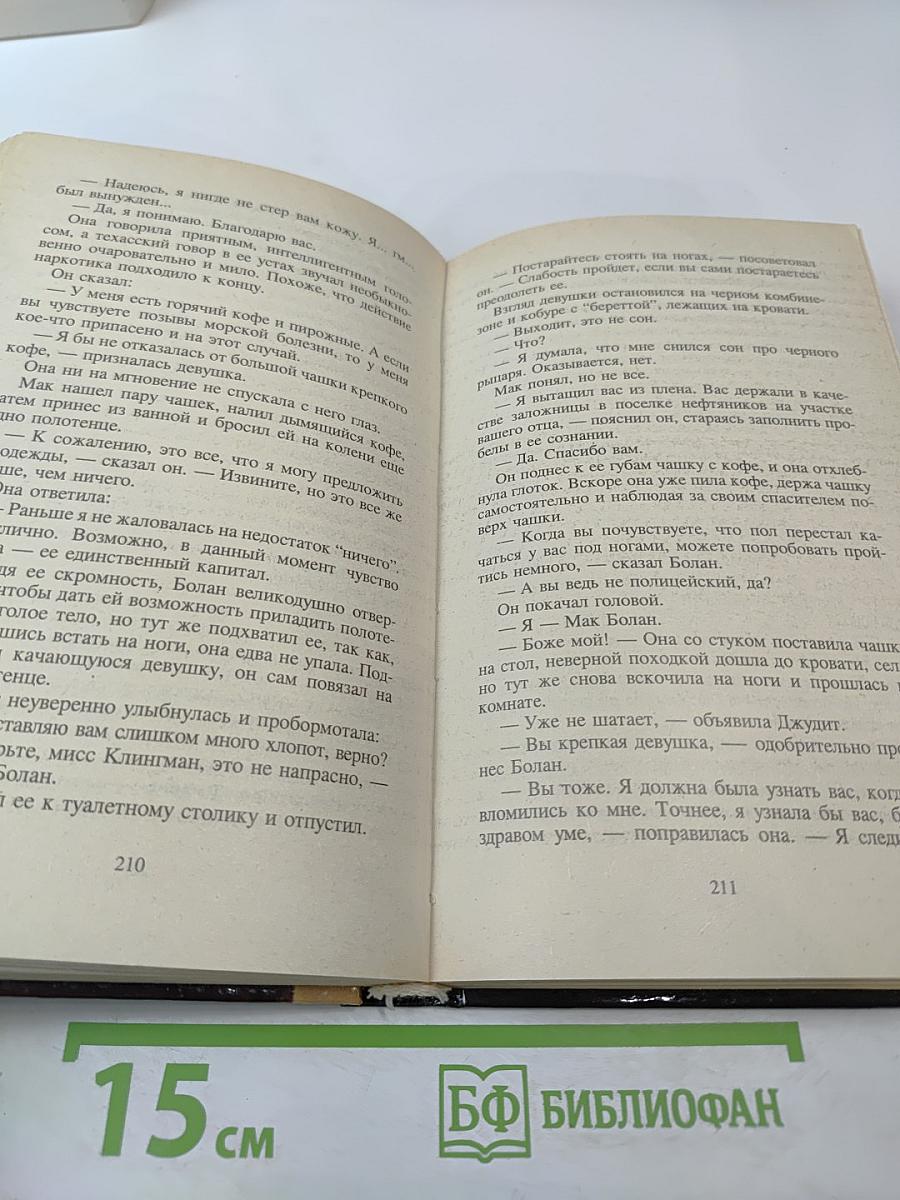 — Надеюсь, я нигде не стер вам кожу. Я... гм...
был вынужден...
— Да, я понимаю. Благодарю вас.
Она говорила приятным, интеллигентным голо-
сом, а техасский говор в ее устах звучал необыкно-
венно очаровательно и мило. Похоже, что действие
наркотика подходило к концу.
Он сказал:
— У меня есть горячий кофе и пирожные. А если
вы чувствуете позывы морской болезни, то у меня
кое-что припасено и на этот случай.
— Я бы не отказалась от большой чашки крепкого
кофе, — призналась девушка.
Она ни на мгновение не спускала с него глаз.
Мак нашел пару чашек, налил дымящийся кофе,
затем принес из ванной и бросил ей на колени еще
одно полотенце.
— К сожалению, это все, что я могу предложить
одежды, — сказал он. — Извините, но это все же
ше, чем ничего.
Она ответила:
— Раньше я не жаловалась на недостаток "ничего".
лично. Возможно, в данный момент чувство
а — ее единственный капитал.
дя ее скромность, Болан великодушно отвер-
чтобы дать ей возможность приладить полоте-
голое тело, но тут же подхватил ее, так как,
шись встать на ноги, она едва не упала. Под-
качающуюся девушку, он сам повязал на
тенце.
неуверенно улыбнулась и пробормотала:
ставляю вам слишком много хлопот, верно?
рьте, мисс Клингман, это не напрасно, —
Болан.
л ее к туалетному столику и отпустил.
210
— Постарайтесь стоять на ногах, — посоветовал
он. — Слабость пройдет, если вы сами постараетесь
преодолеть ее.
Взгляд девушки остановился на черном комбине-
зоне и кобуре с "береттой", лежащих на кровати.
— Выходит, это не сон.
— Что?
— Я думала, что мне снился сон про черного
рыцаря. Оказывается, нет.
Мак понял, но не все.
— Я вытащил вас из плена. Вас держали в каче-
стве заложницы в поселке нефтяников на участке
вашего отца, — пояснил он, стараясь заполнить про-
белы в ее сознании.
— Да. Спасибо вам.
Он поднес к ее губам чашку с кофе, и она отхлеб-
нула глоток. Вскоре она уже пила кофе, держа чашку
самостоятельно и наблюдая за своим спасителем по-
верх чашки.
— Когда вы почувствуете, что пол перестал ка-
чаться у вас под ногами, можете попробовать прой-
тись немного, — сказал Болан.
— А вы ведь не полицейский, да?
Он покачал головой.
— Я — Мак Болан.
— Боже мой! — Она со стуком поставила чашк
на стол, неверной походкой дошла до кровати, сел
но тут же снова вскочила на ноги и прошлась
комнате.
— Уже не шатает, — объявила Джудит.
— Вы крепкая девушка, — одобрительно про
нес Болан.
— Вы тоже. Я должна была узнать вас, когд
вломились ко мне. Точнее, я узнала бы вас, б
здравом уме, — поправилась она. — Я следи
211
15 см
БФ БИБЛИОФАН